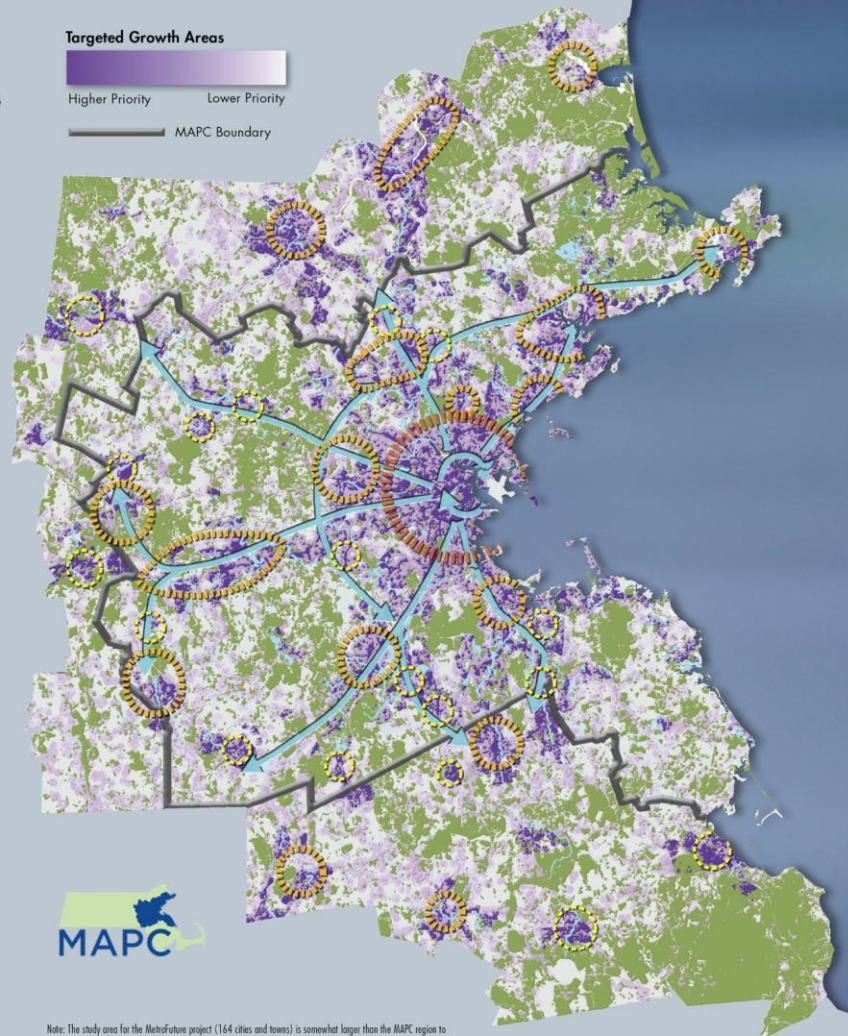 Targeted Growth Areas
Higher Priority Lower Priority
MAPC Boundary
MAPC
Note: The study area for the MetroFuture project (164 cities and towns) is somewhat larger than the MAPC region to